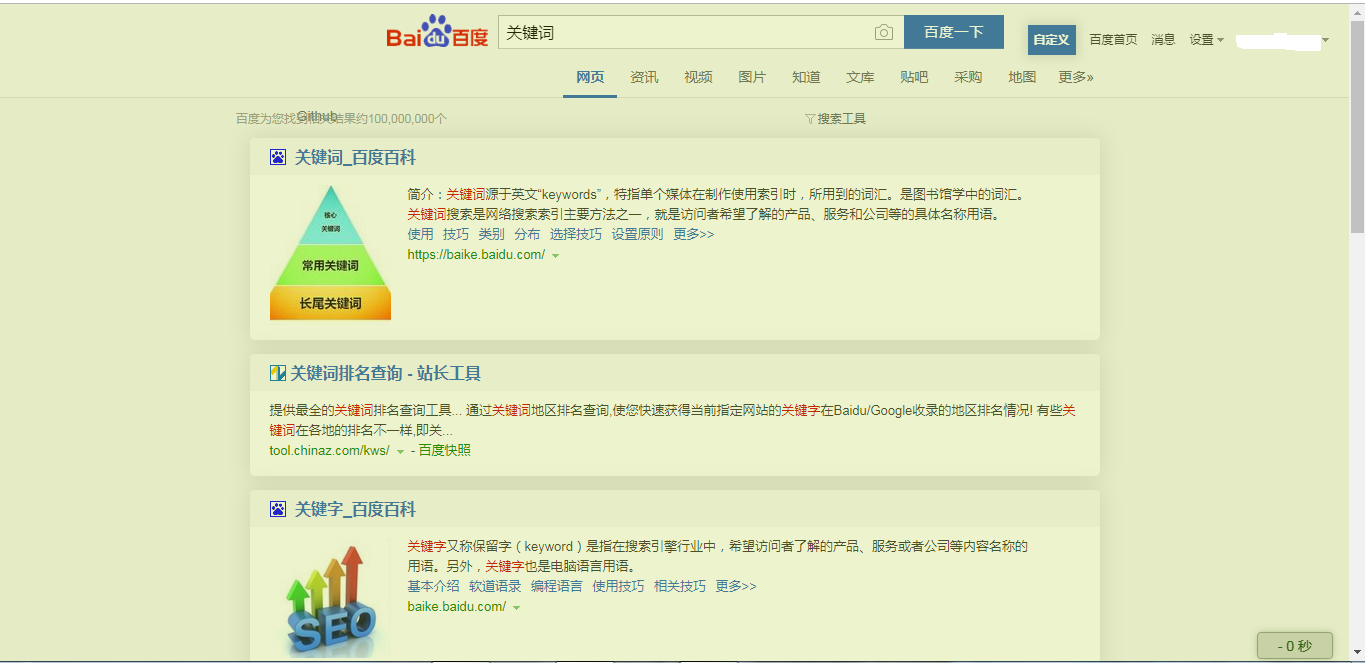 Bai du 百度
关键词
百度一下
自定义
百度首页 消息 设置
网页 资讯 视频 图片 知道 文库 贴吧 采购 地图 更多»
百度为您找到相关结果约100,000,000个
Github
搜索工具
关键词_百度百科
核心
关键词
常用关键词
长尾关键词
简介：关键词源于英文“keywords”，特指单个媒体在制作使用索引时，所用到的词汇。是图书馆学中的词汇。
关键词搜索是网络搜索索引主要方法之一，就是访问者希望了解的产品、服务和公司等的具体名称用语。
使用 技巧 类别 分布 选择技巧 设置原则 更多>>
https://baike.baidu.com/
关键词排名查询 - 站长工具
提供最全的关键词排名查询工具... 通过关键词地区排名查询,使您快速获得当前指定网站的关键字在Baidu/Google收录的地区排名情况! 有些关
键词在各地的排名不一样,即关...
tool.chinaz.com/kws/ - 百度快照
关键字_百度百科
SEO
关键字又称保留字（keyword）是指在搜索引擎行业中，希望访问者了解的产品、服务或者公司等内容名称的
用语。另外，关键字也是电脑语言用语。
基本介绍 软道语录 编程语言 使用技巧 相关技巧 更多>>
baike.baidu.com/
- 0 秒